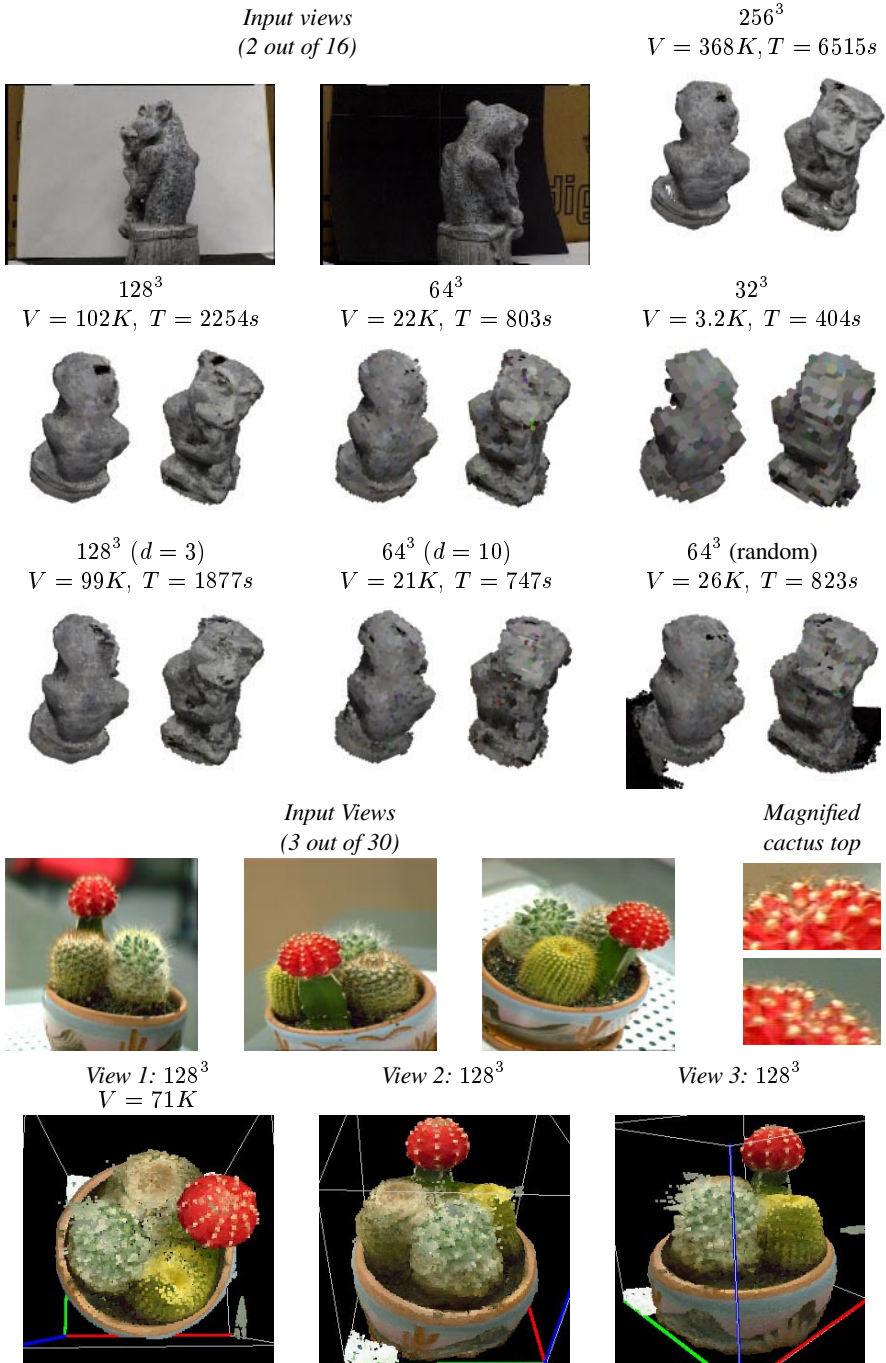 Input views
(2 out of 16)
256³
V = 368K, T = 6515s
dig
128³
V = 102K, T = 2254s
64³
V = 22K, T = 803s
32³
V = 3.2K, T = 404s
128³ (d = 3)
V = 99K, T = 1877s
64³ (d = 10)
V = 21K, T = 747s
64³ (random)
V = 26K, T = 823s
Input Views
(3 out of 30)
Magnified
cactus top
View 1: 128³
V = 71K
View 2: 128³
View 3: 128³